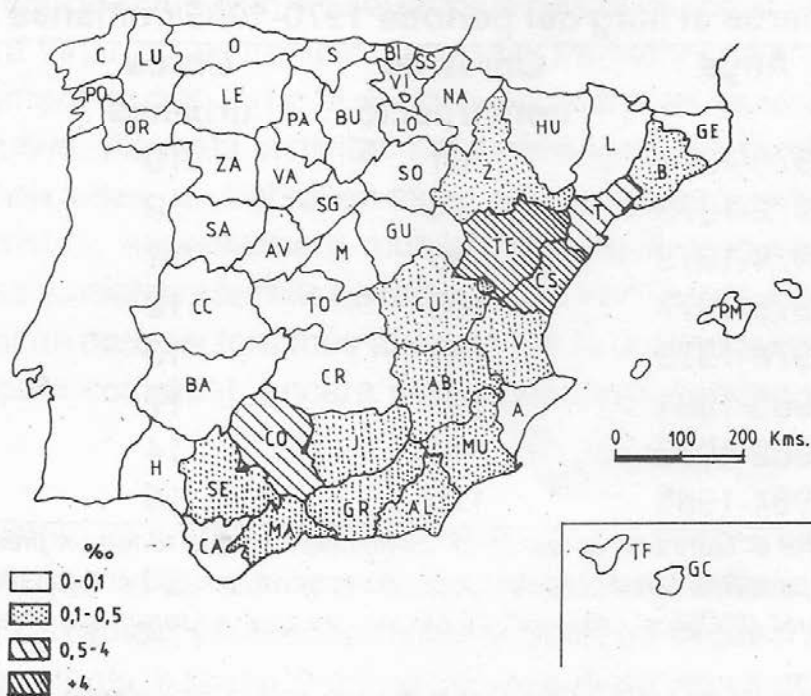 LU O S BI SS
PO LE VI NA
OR PA BU LO HU L GE
ZA VA SO Z B
SG T
SA AV M GU TE
CS
CC TO CU PM
BA CR AB
A
CO J MU
0 100 200 Kms.
H SE
GR AL
CA MA
TF GC
‰
0-0,1
0,1-0,5
0,5-4
+4